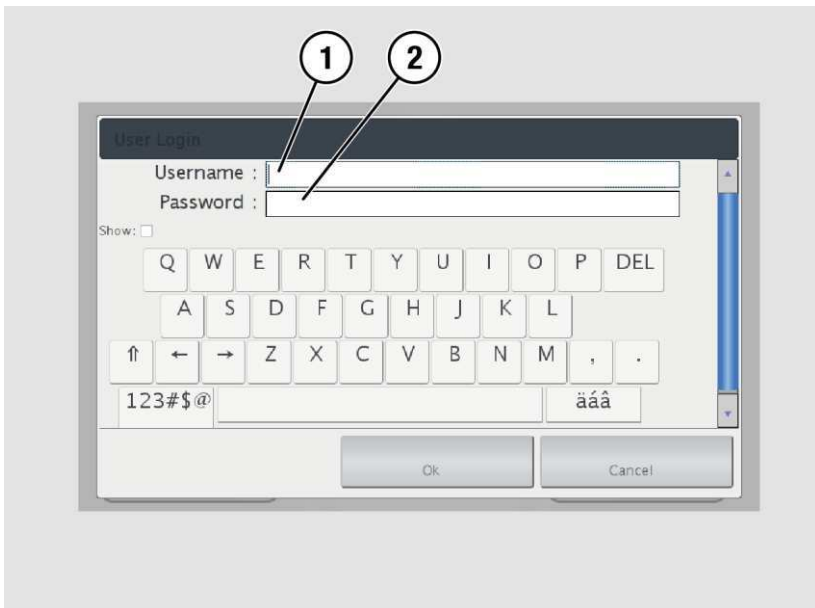 1 2
User Login
Username :
Password :
Show:
Q W E R T Y U I O P DEL
A S D F G H J K L
⇑ ← → Z X C V B N M , .
123#$@ äáâ
Ok Cancel